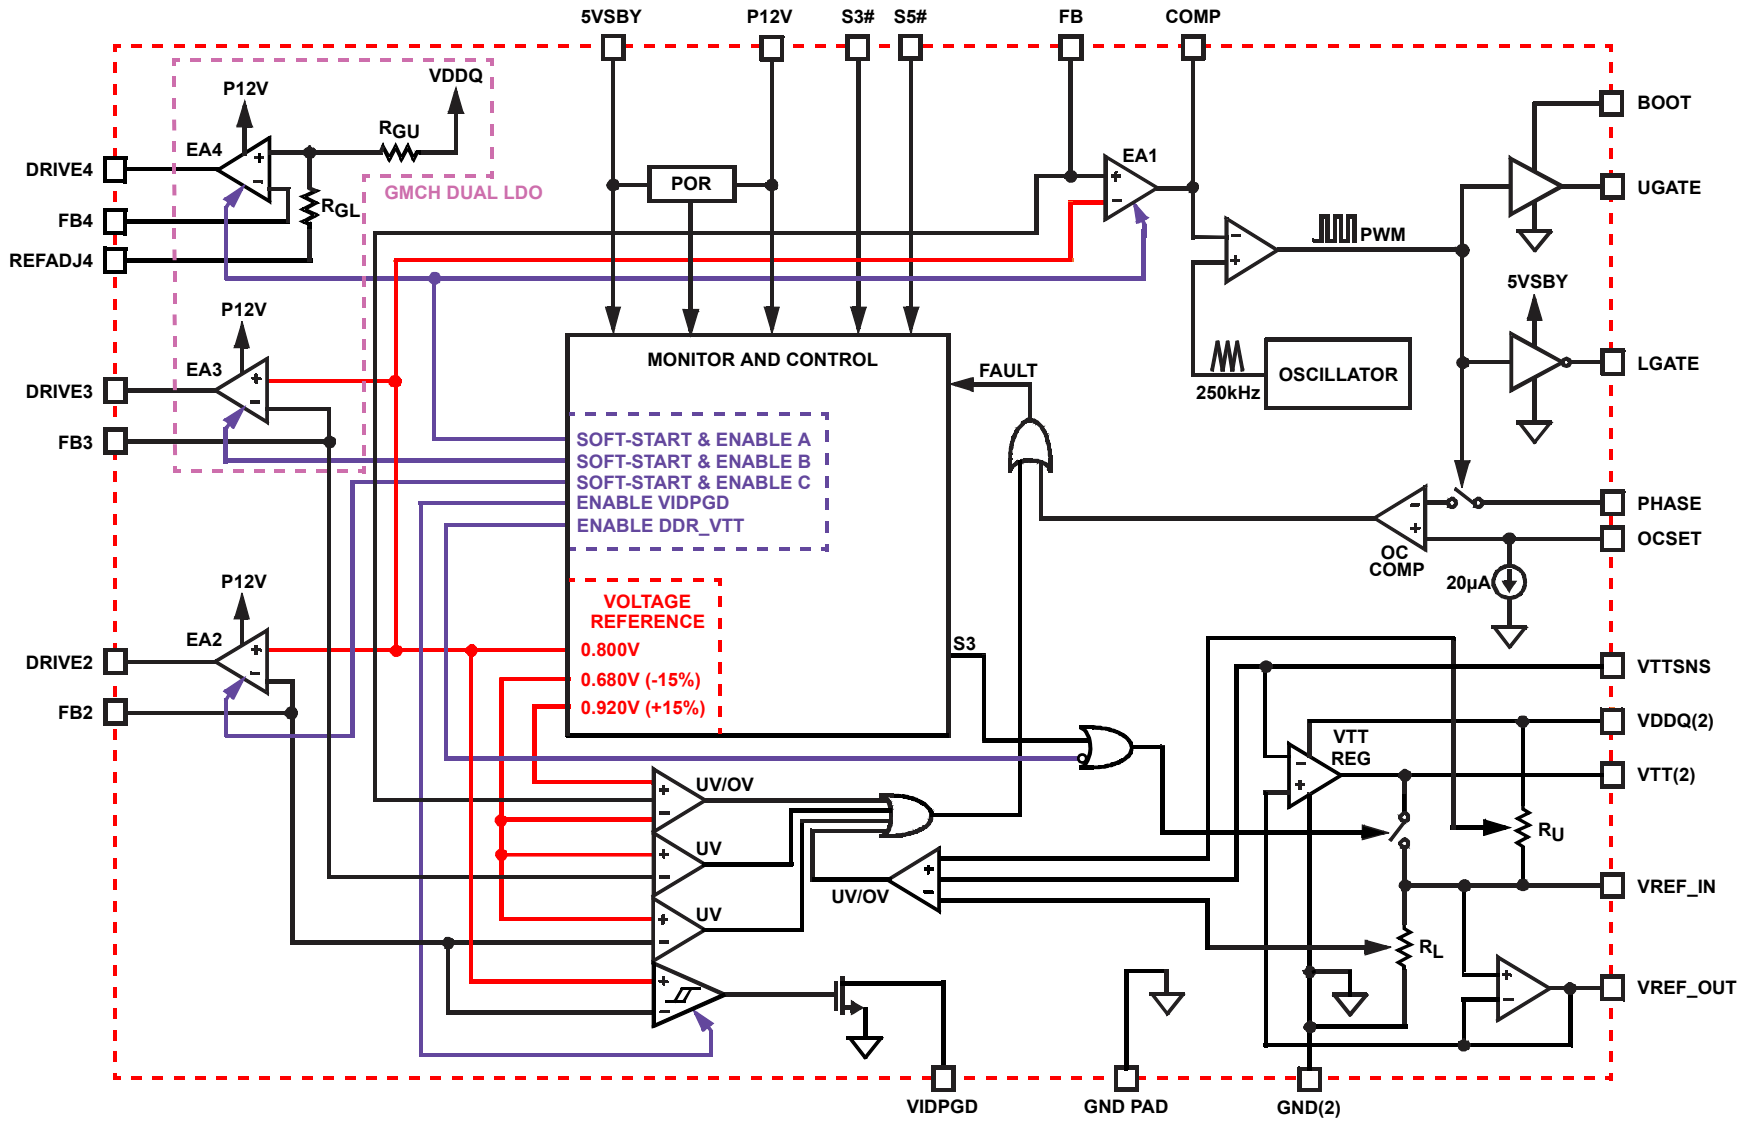 5VSBY
P12V
S3#
S5#
FB
COMP
VDDQ
P12V
RGU
EA4
DRIVE4
GMCH DUAL LDO
RGL
FB4
REFADJ4
POR
EA1
BOOT
UGATE
PWM
P12V
EA3
DRIVE3
FB3
MONITOR AND CONTROL
FAULT
250kHz
OSCILLATOR
5VSBY
LGATE
SOFT-START & ENABLE A
SOFT-START & ENABLE B
SOFT-START & ENABLE C
ENABLE VIDPGD
ENABLE DDR_VTT
PHASE
OCSET
OC
COMP
20µA
P12V
EA2
DRIVE2
FB2
VOLTAGE
REFERENCE
0.800V
0.680V (-15%)
0.920V (+15%)
S3
VTTSNS
VDDQ(2)
VTT
REG
VTT(2)
UV/OV
UV
UV
UV/OV
RU
VREF_IN
RL
VREF_OUT
VIDPGD
GND PAD
GND(2)